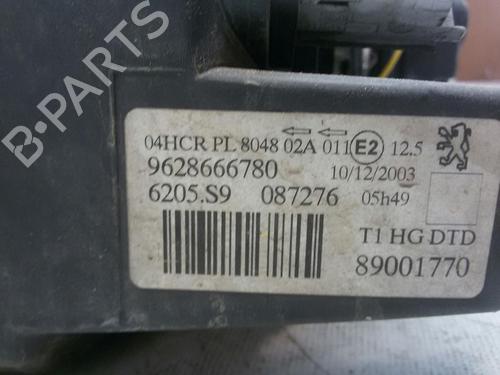 B-PARTS
04HCR PL 8048 02A 011 E2 12.5
9628666780 10/12/2003
6205.S9 087276 05h49
T1 HG DTD
89001770